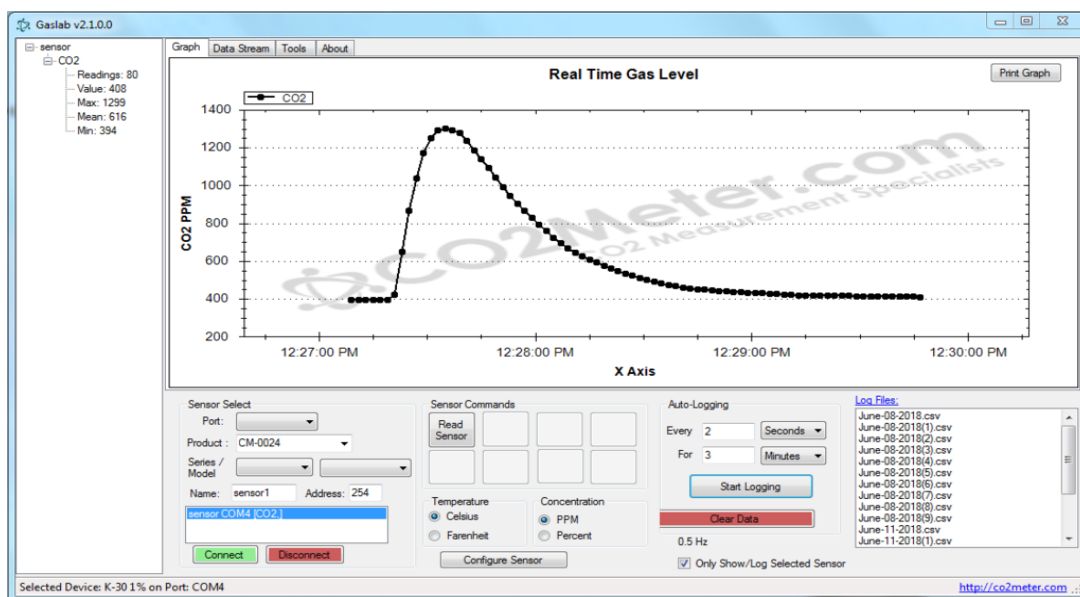 Gaslab v2.1.0.0
sensor
CO2
Readings: 80
Value: 408
Max: 1299
Mean: 616
Min: 394
Graph Data Stream Tools About
Real Time Gas Level
Print Graph
CO2
1400
1200
1000
800
600
400
200
CO2 PPM
CO2Meter.com
CO2 Measurement Specialists
12:27:00 PM 12:28:00 PM 12:29:00 PM 12:30:00 PM
X Axis
Sensor Select
Port:
Product : CM-0024
Series /
Model
Name: sensor1 Address: 254
sensor COM4 [CO2,]
Connect Disconnect
Sensor Commands
Read
Sensor
Temperature
Celsius
Farenheit
Concentration
PPM
Percent
Configure Sensor
Auto-Logging
Every 2 Seconds
For 3 Minutes
Start Logging
Clear Data
0.5 Hz
Only Show/Log Selected Sensor
Log Files:
June-08-2018.csv
June-08-2018(1).csv
June-08-2018(2).csv
June-08-2018(3).csv
June-08-2018(4).csv
June-08-2018(5).csv
June-08-2018(6).csv
June-08-2018(7).csv
June-08-2018(8).csv
June-08-2018(9).csv
June-11-2018.csv
June-11-2018(1).csv
Selected Device: K-30 1% on Port: COM4
http://co2meter.com